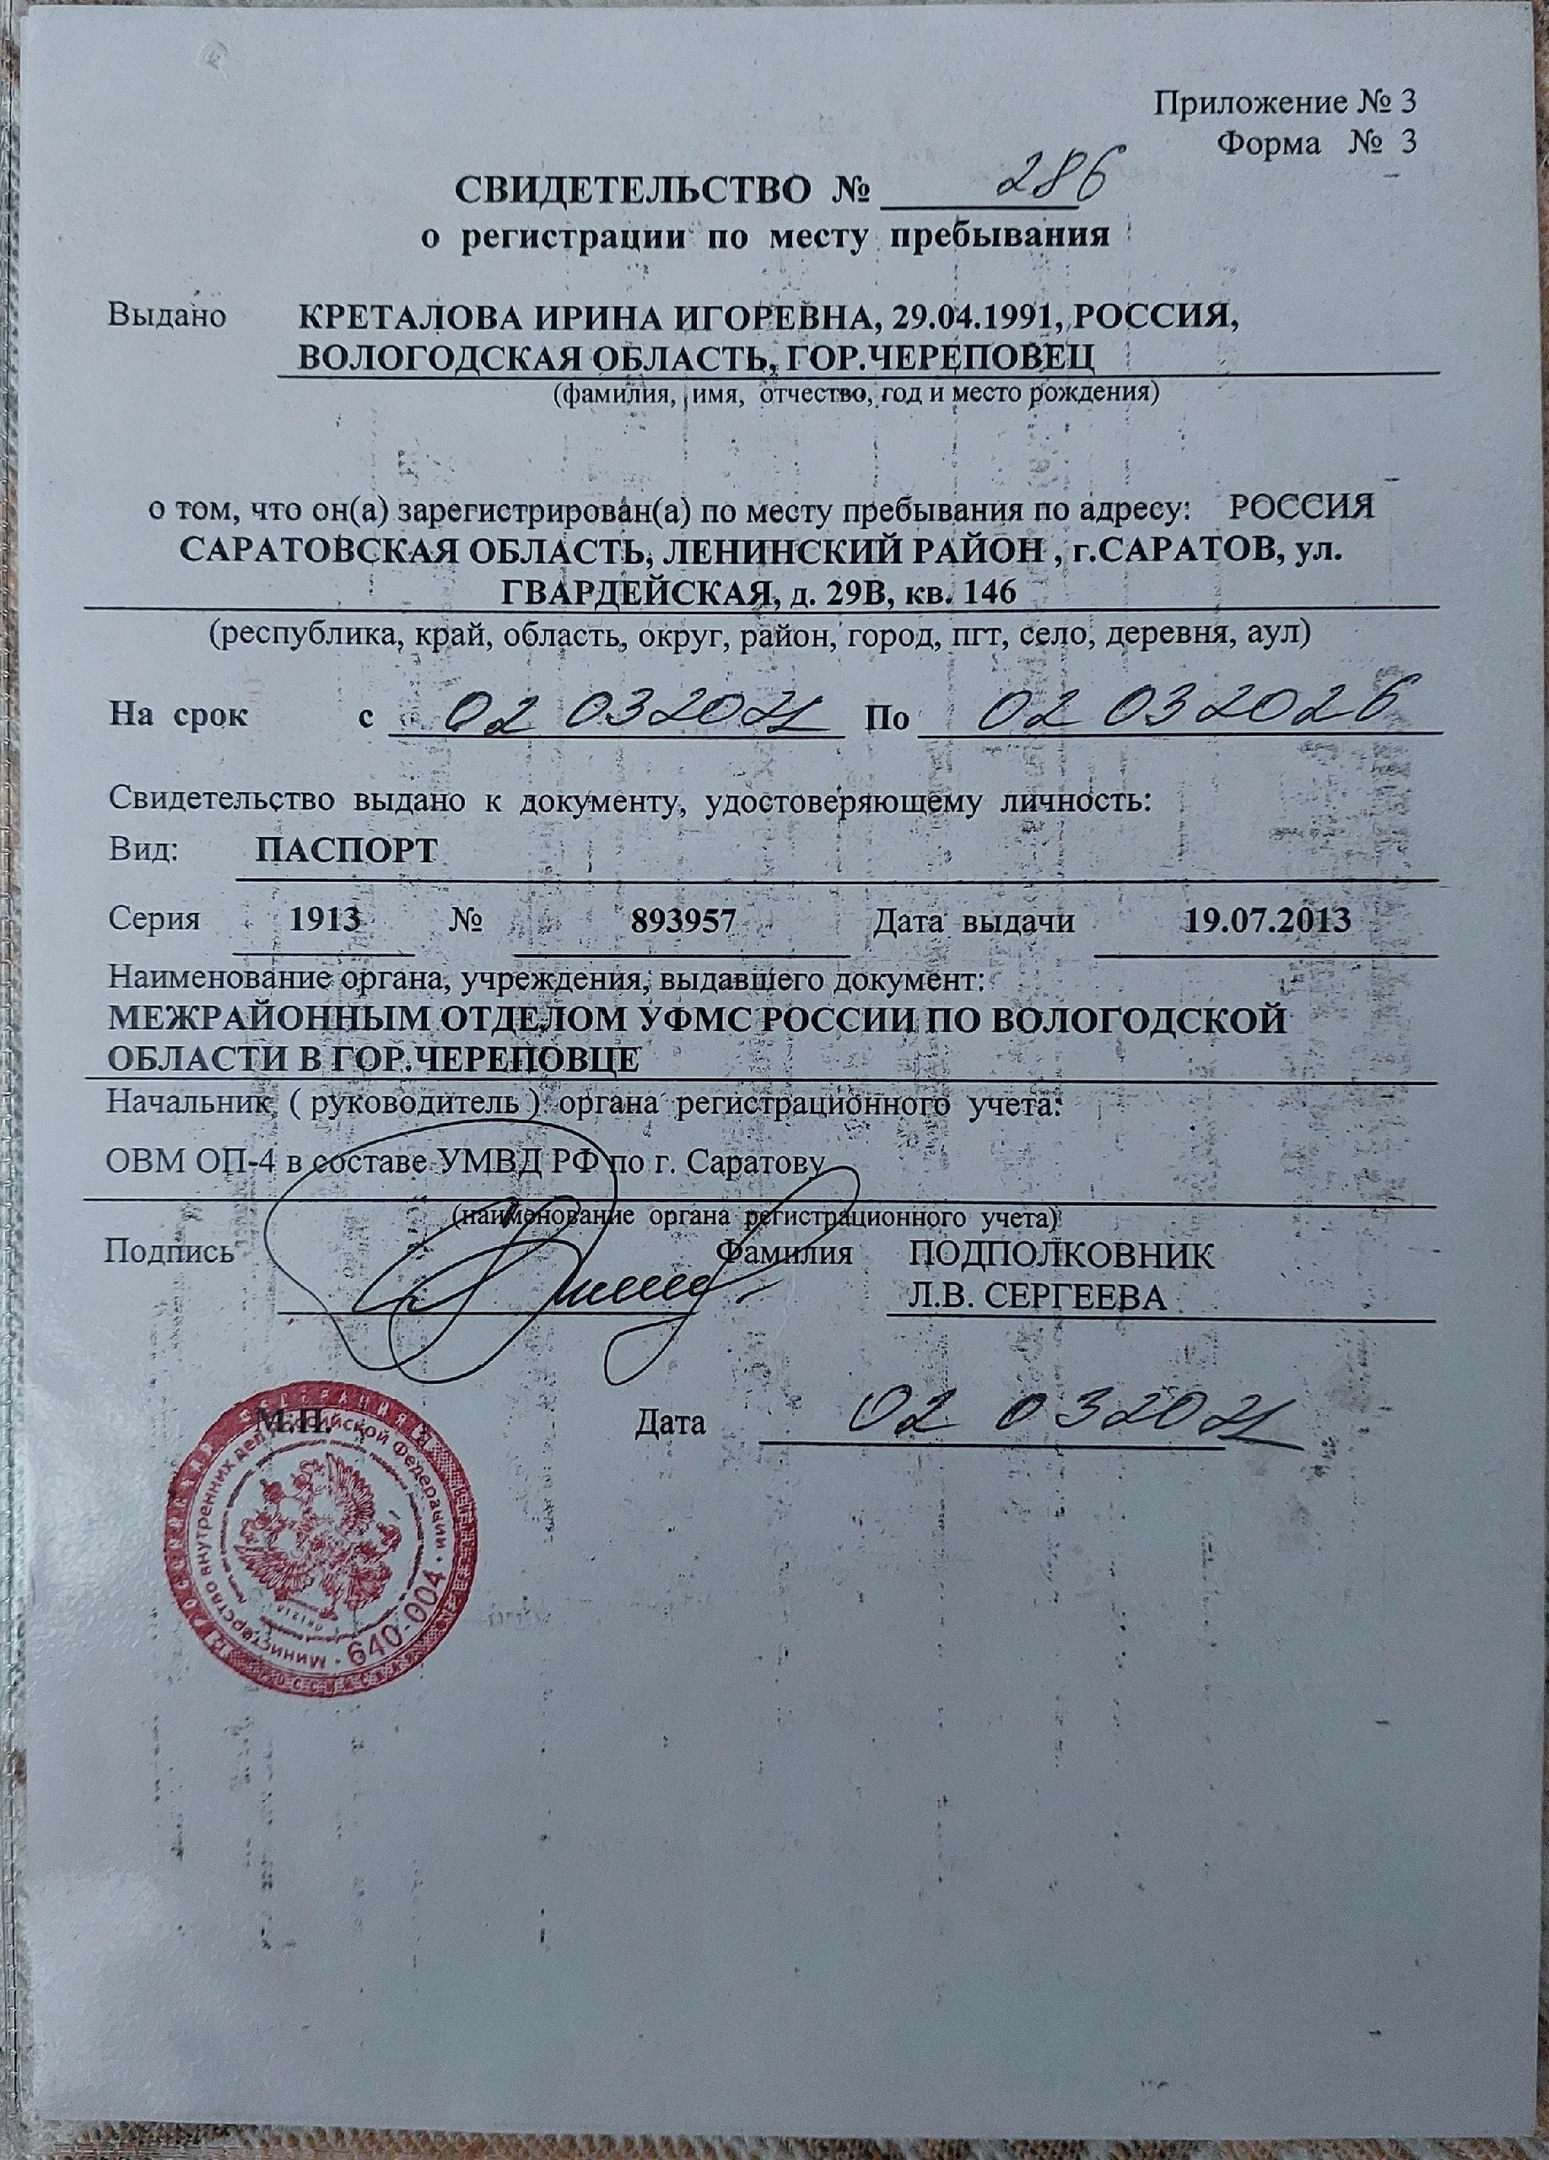 Приложение № 3
Форма № 3
СВИДЕТЕЛЬСТВО № 286
о регистрации по месту пребывания
Выдано КРЕТАЛОВА ИРИНА ИГОРЕВНА, 29.04.1991, РОССИЯ,
ВОЛОГОДСКАЯ ОБЛАСТЬ, ГОР.ЧЕРЕПОВЕЦ
(фамилия, имя, отчество, год и место рождения)
о том, что он(а) зарегистрирован(а) по месту пребывания по адресу: РОССИЯ
САРАТОВСКАЯ ОБЛАСТЬ, ЛЕНИНСКИЙ РАЙОН , г.САРАТОВ, ул.
ГВАРДЕЙСКАЯ, д. 29В, кв. 146
(республика, край, область, округ, район, город, пгт, село, деревня, аул)
На срок с 02 03 2021 По 02 03 2026
Свидетельство выдано к документу, удостоверяющему личность:
Вид: ПАСПОРТ
Серия 1913 № 893957 Дата выдачи 19.07.2013
Наименование органа, учреждения, выдавшего документ:
МЕЖРАЙОННЫМ ОТДЕЛОМ УФМС РОССИИ ПО ВОЛОГОДСКОЙ
ОБЛАСТИ В ГОР.ЧЕРЕПОВЦЕ
Начальник ( руководитель ) органа регистрационного учета:
ОВМ ОП-4 в составе УМВД РФ по г. Саратову
(наименование органа регистрационного учета)
Подпись Фамилия ПОДПОЛКОВНИК
Л.В. СЕРГЕЕВА
М.П. Дата 02 03 2021
Министерство внутренних дел Российской Федерации
640-004